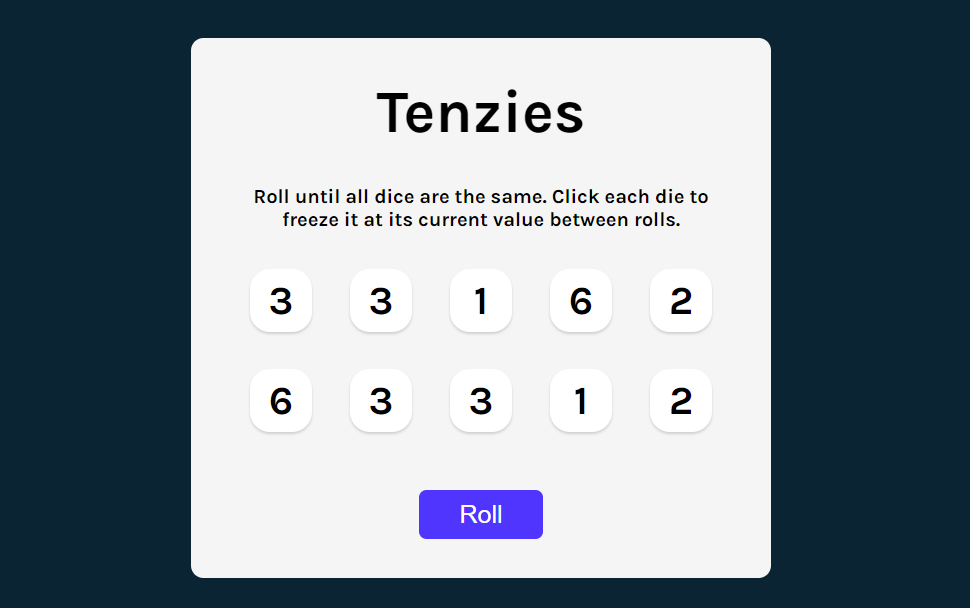 Tenzies
Roll until all dice are the same. Click each die to
freeze it at its current value between rolls.
3 3 1 6 2
6 3 3 1 2
Roll